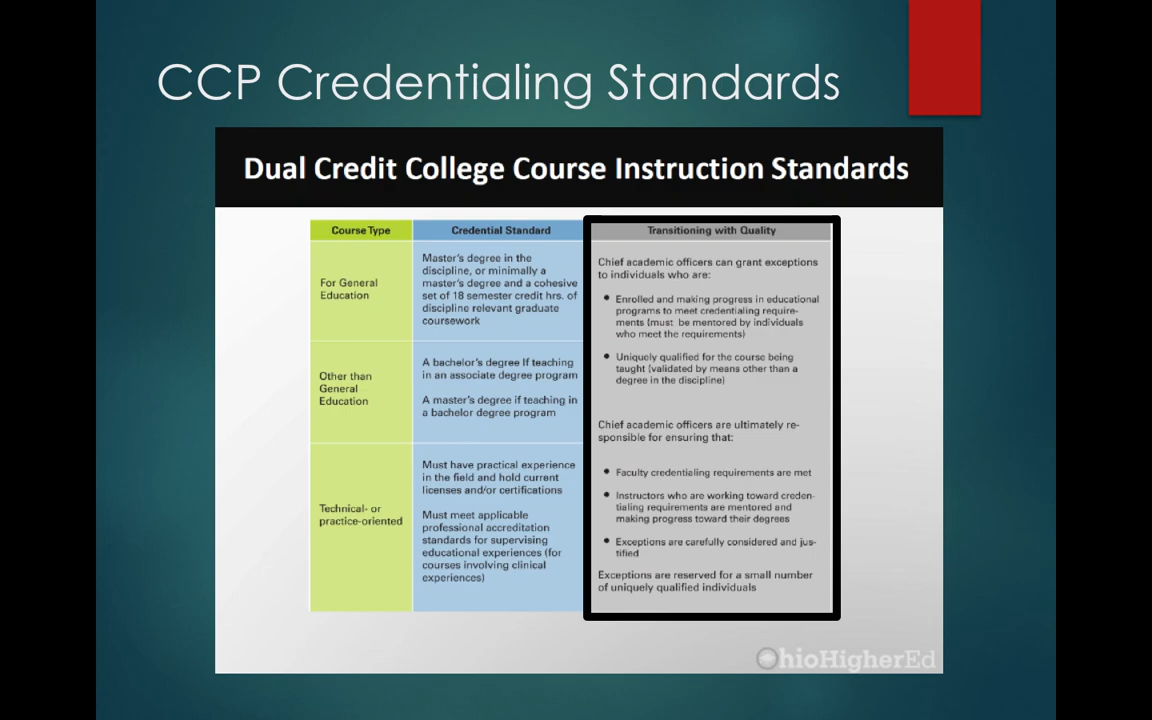 CCP Credentialing Standards
Dual Credit College Course Instruction Standards
Course Type
Credential Standard
Transitioning with Quality
For General
Education
Master's degree in the
discipline, or minimally a
master's degree and a cohesive
set of 18 semester credit hrs. of
discipline relevant graduate
coursework
Other than
General
Education
A bachelor's degree If teaching
in an associate degree program
A master's degree if teaching in
a bachelor degree program
Technical- or
practice-oriented
Must have practical experience
in the field and hold current
licenses and/or certifications
Must meet applicable
professional accreditation
standards for supervising
educational experiences (for
courses involving clinical
experiences)
Chief academic officers can grant exceptions
to individuals who are:
• Enrolled and making progress in educational
programs to meet credentialing require-
ments (must be mentored by individuals
who meet the requirements)
• Uniquely qualified for the course being
taught (validated by means other than a
degree in the discipline)
Chief academic officers are ultimately re-
sponsible for ensuring that:
• Faculty credentialing requirements are met
• Instructors who are working toward creden-
tialing requirements are mentored and
making progress toward their degrees
• Exceptions are carefully considered and jus-
tified
Exceptions are reserved for a small number
of uniquely qualified individuals
OhioHigherEd